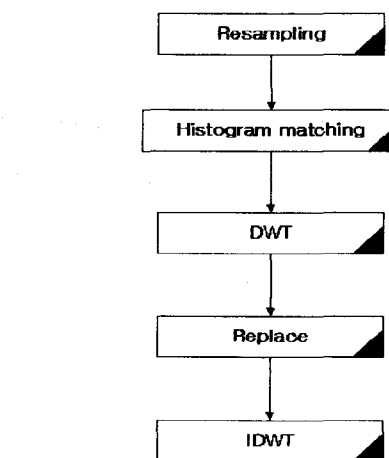 Resampling
Histogram matching
DWT
Replace
IDWT